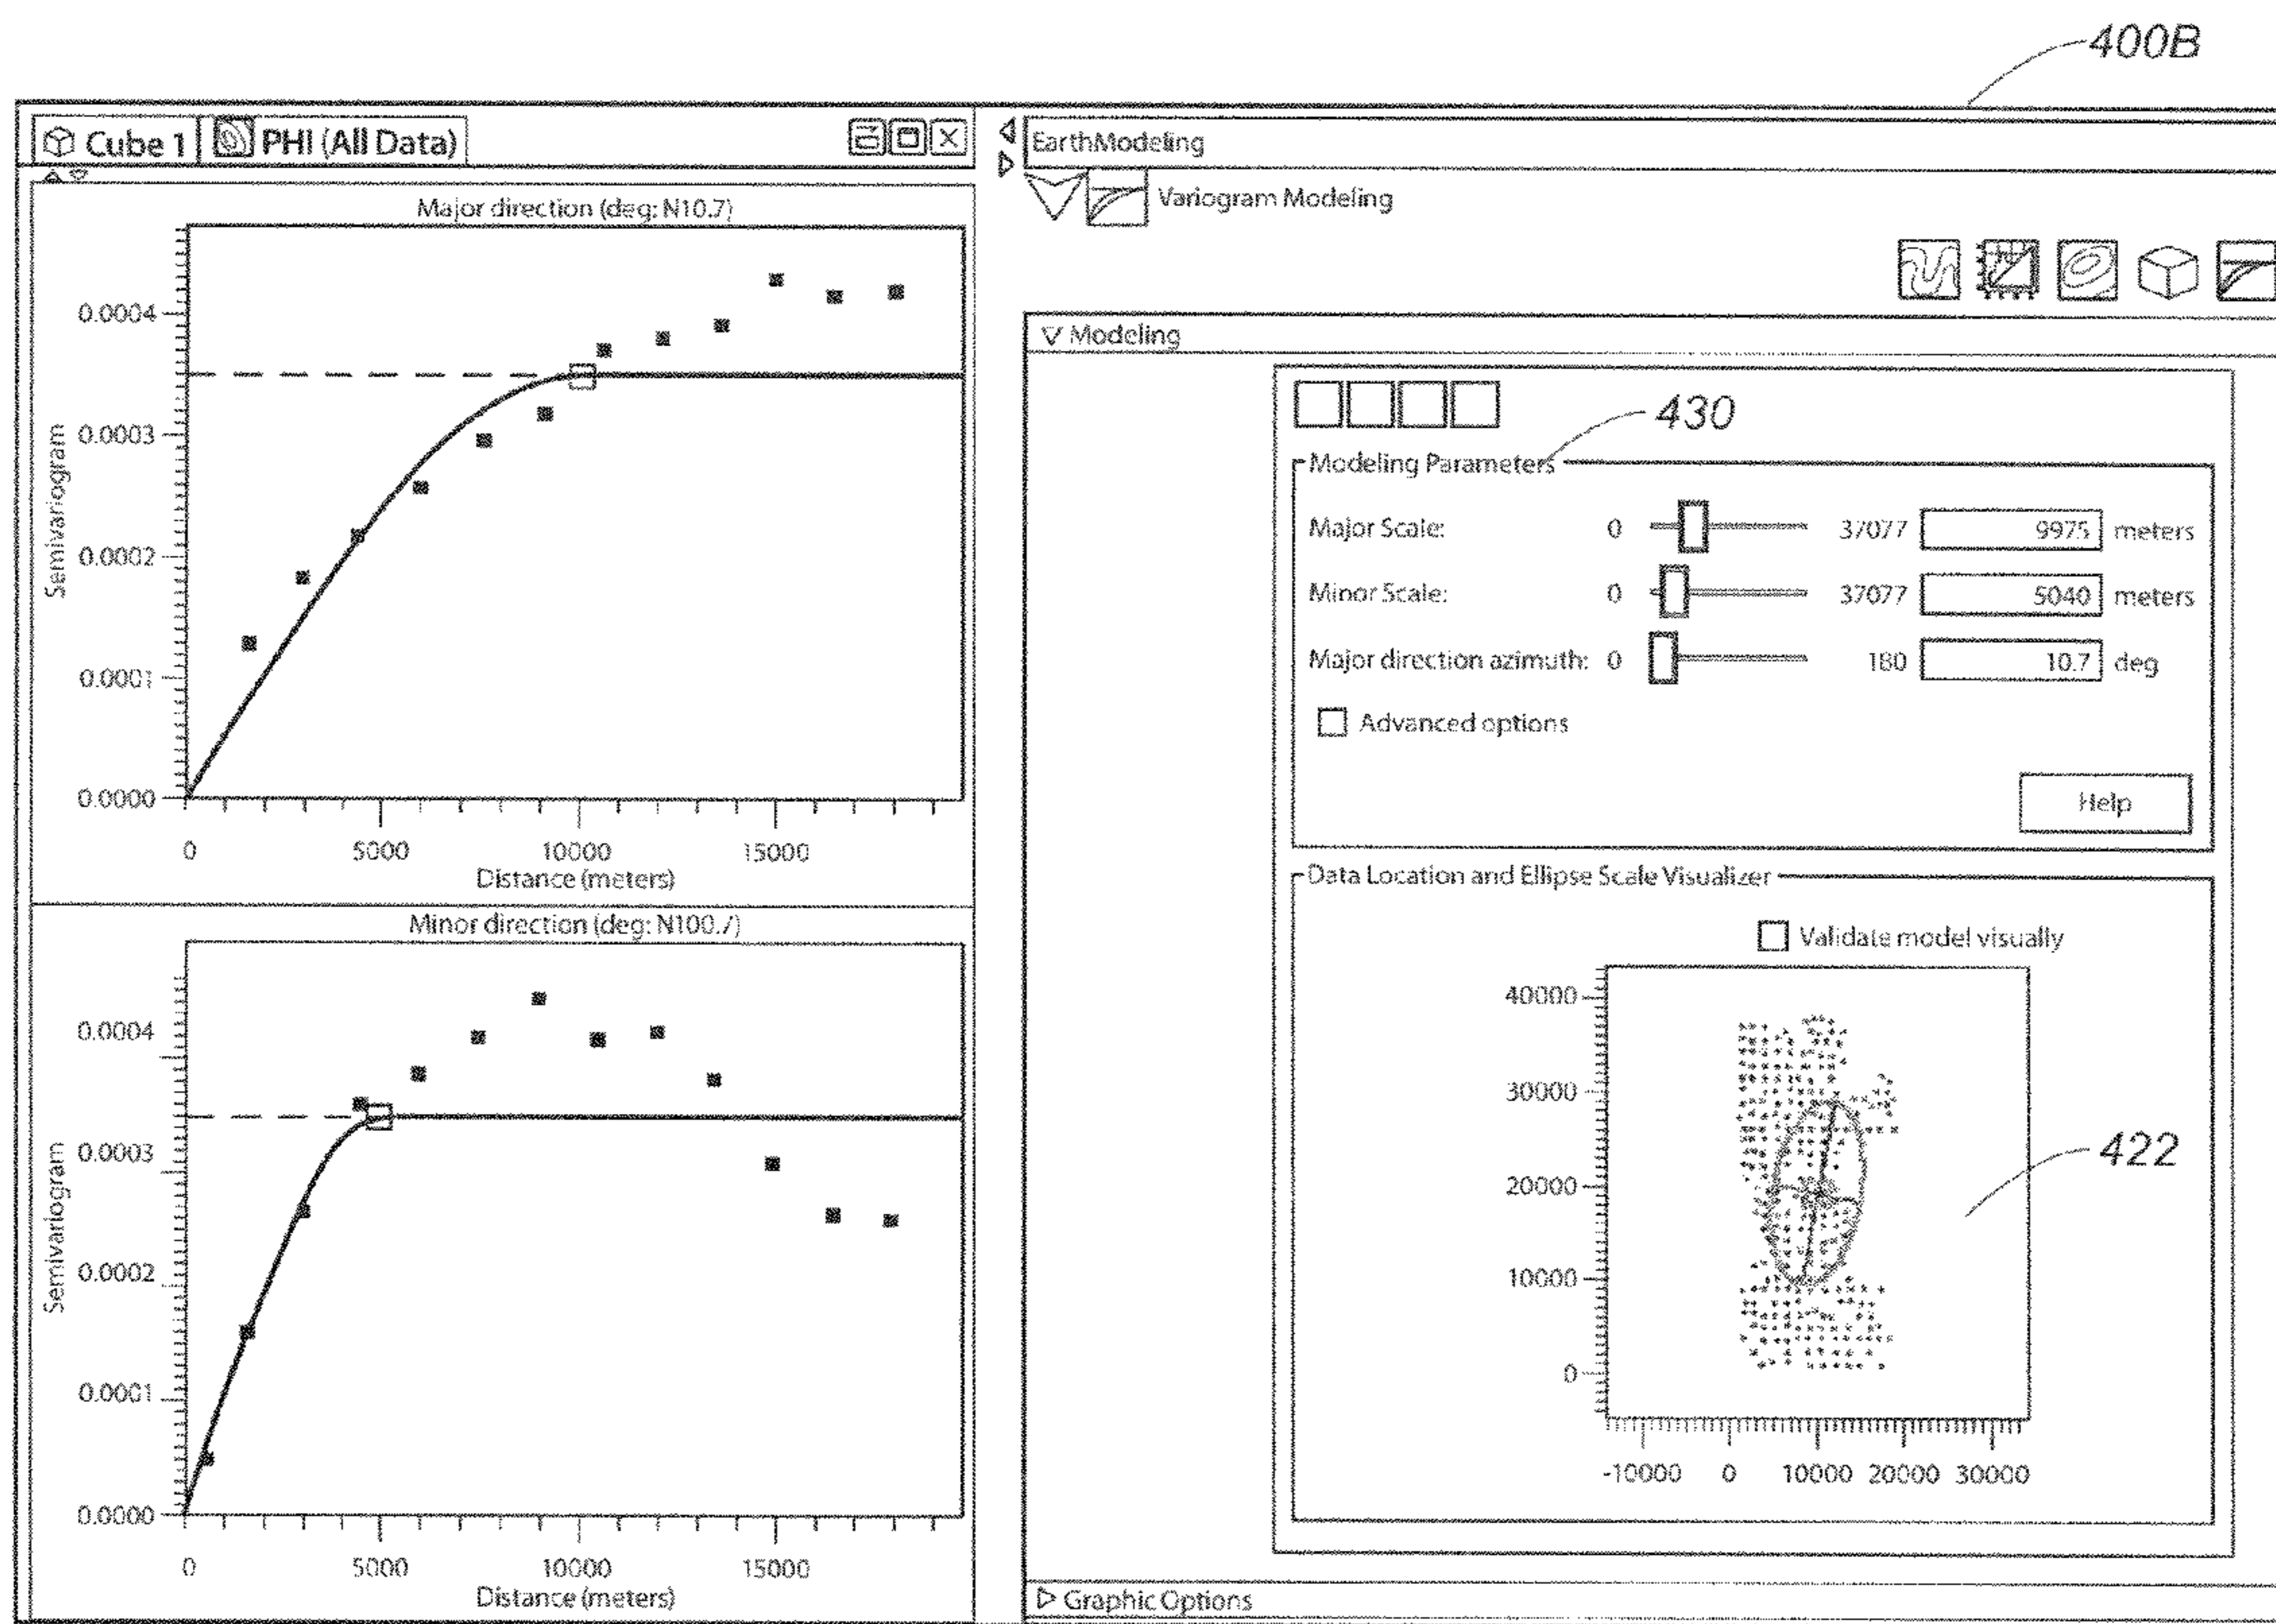 400B
Cube 1 PHI (All Data)
Major direction (deg: N10.7)
Semivariogram
0.0004
0.0003
0.0002
0.0001
0.0000
0 5000 10000 15000
Distance (meters)
Minor direction (deg: N100.7)
Semivariogram
0.0004
0.0003
0.0002
0.0001
0.0000
0 5000 10000 15000
Distance (meters)
EarthModeling
Variogram Modeling
Modeling
430
Modeling Parameters
Major Scale: 0 37077 9975 meters
Minor Scale: 0 37077 5040 meters
Major direction azimuth: 0 180 10.7 deg
Advanced options
Help
Data Location and Ellipse Scale Visualizer
Validate model visually
40000
30000
20000
10000
0
422
-10000 0 10000 20000 30000
Graphic Options